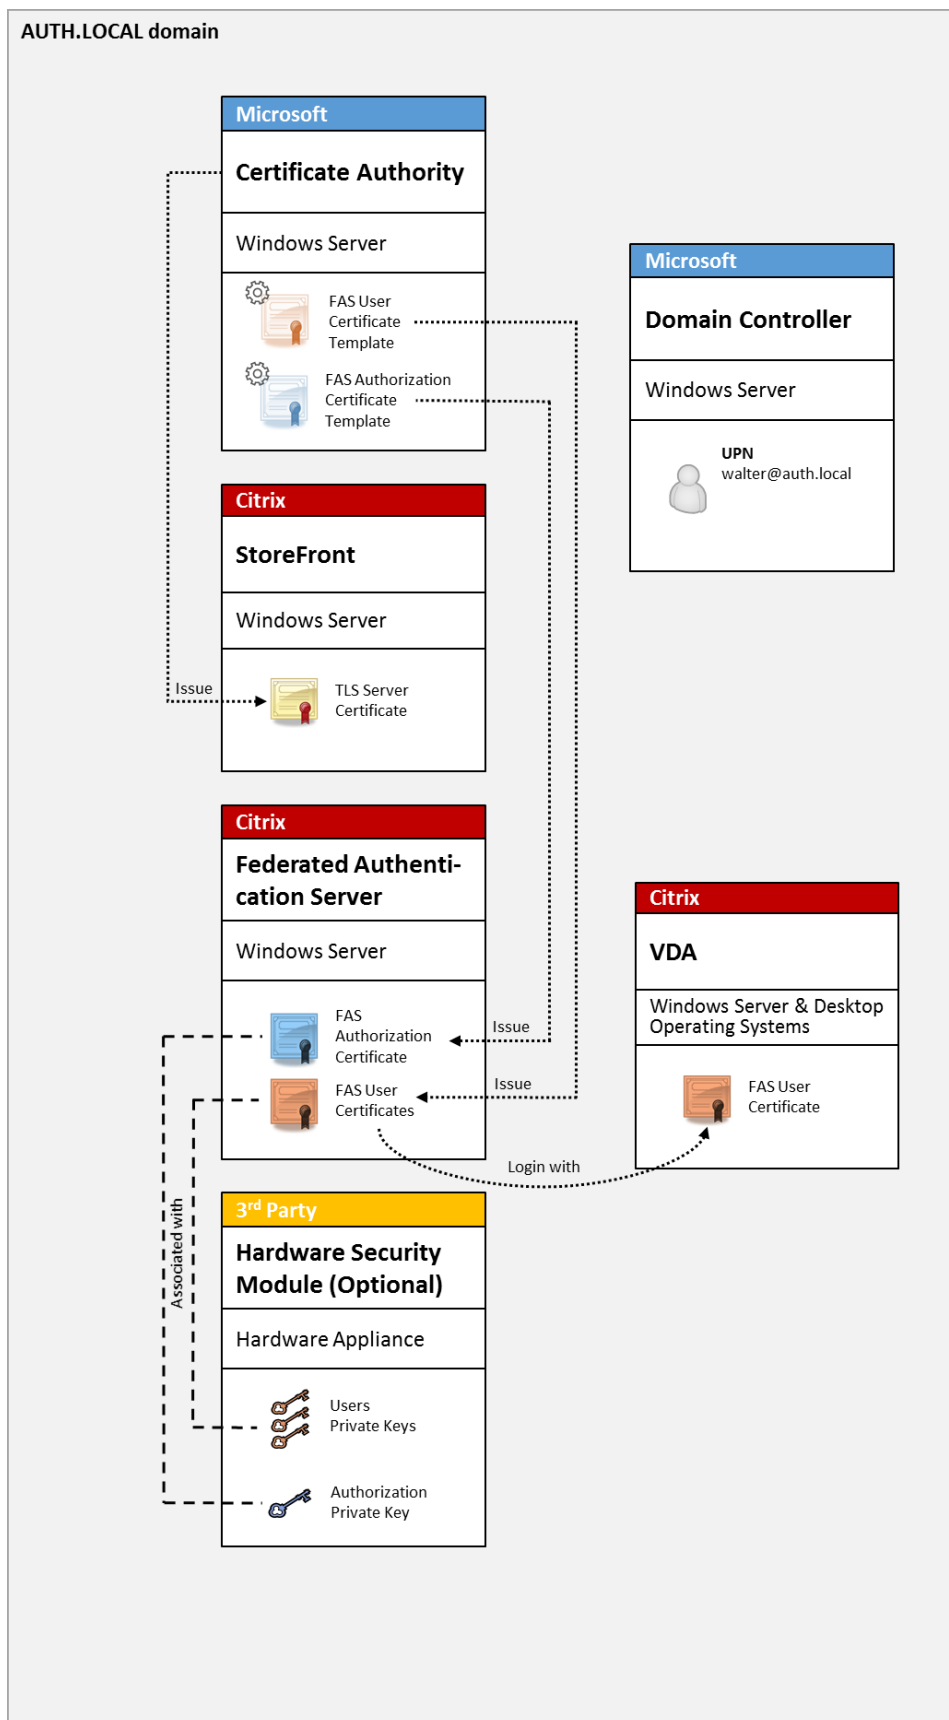 AUTH.LOCAL domain
Microsoft
Certificate Authority
Windows Server
FAS User
Certificate
Template
FAS Authorization
Certificate
Template
Microsoft
Domain Controller
Windows Server
UPN
walter@auth.local
Citrix
StoreFront
Windows Server
Issue
TLS Server
Certificate
Citrix
Federated Authenti-
cation Server
Windows Server
FAS
Authorization
Certificate
Issue
FAS User
Certificates
Issue
Citrix
VDA
Windows Server & Desktop
Operating Systems
FAS User
Certificate
Login with
Associated with
3rd Party
Hardware Security
Module (Optional)
Hardware Appliance
Users
Private Keys
Authorization
Private Key